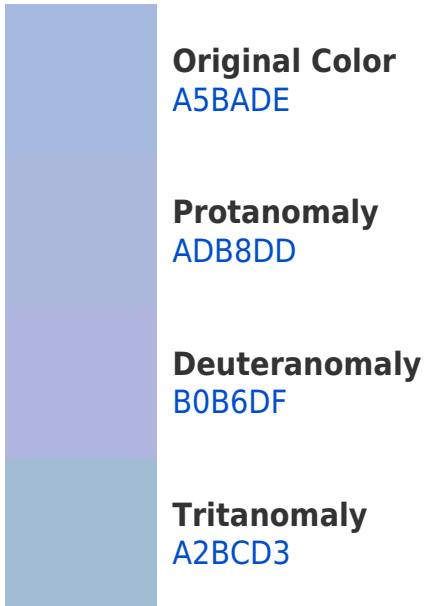 Original Color
A5BADE
Protanomaly
ADB8DD
Deuteranomaly
B0B6DF
Tritanomaly
A2BCD3